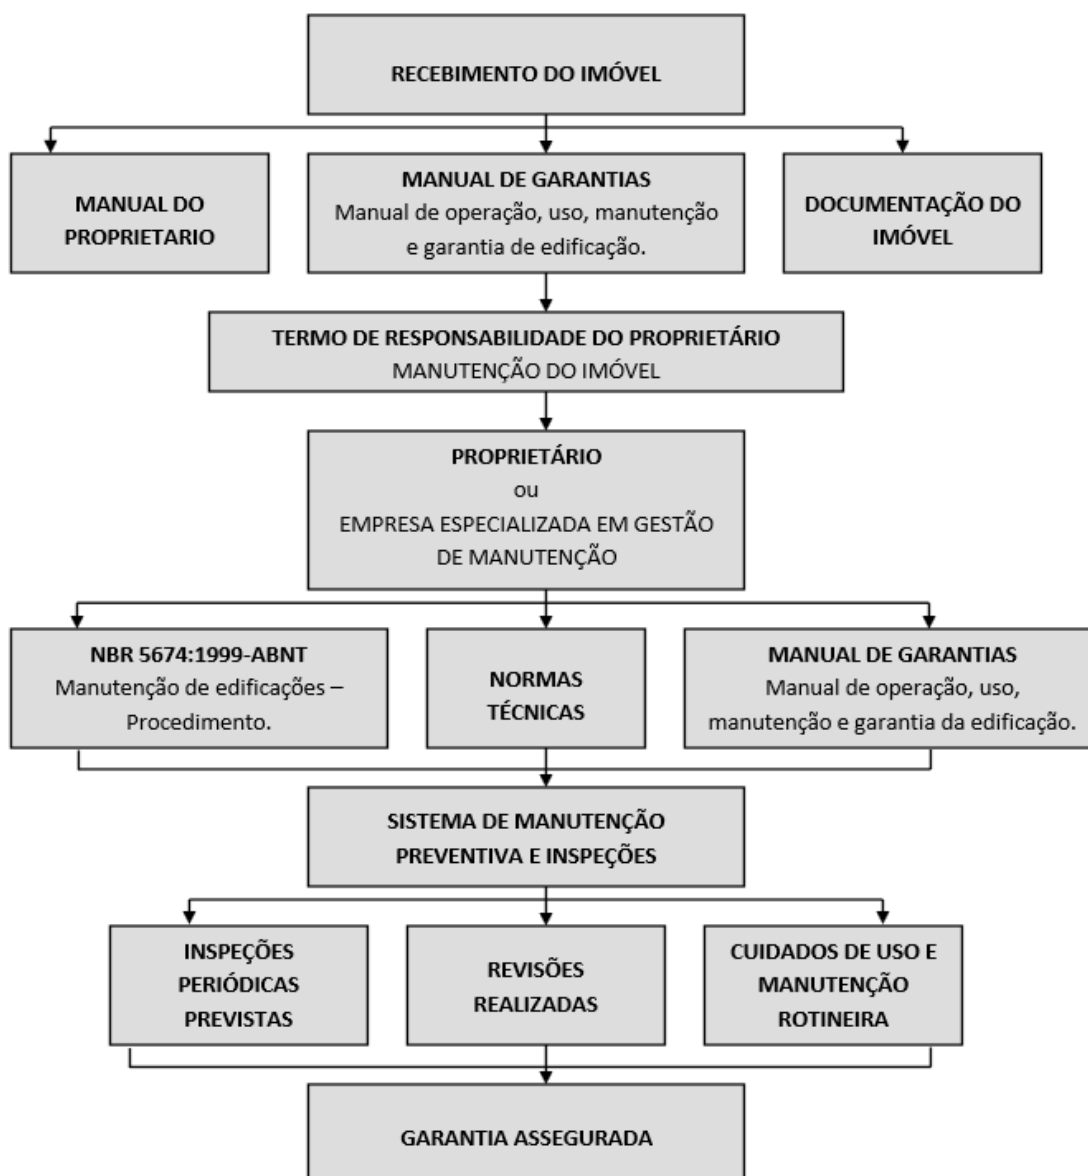 RECEBIMENTO DO IMÓVEL
MANUAL DO
PROPRIETARIO
MANUAL DE GARANTIAS
Manual de operação, uso, manutenção
e garantia de edificação.
DOCUMENTAÇÃO DO
IMÓVEL
TERMO DE RESPONSABILIDADE DO PROPRIETÁRIO
MANUTENÇÃO DO IMÓVEL
PROPRIETÁRIO
ou
EMPRESA ESPECIALIZADA EM GESTÃO
DE MANUTENÇÃO
NBR 5674:1999-ABNT
Manutenção de edificações –
Procedimento.
NORMAS
TÉCNICAS
MANUAL DE GARANTIAS
Manual de operação, uso,
manutenção e garantia da edificação.
SISTEMA DE MANUTENÇÃO
PREVENTIVA E INSPEÇÕES
INSPEÇÕES
PERIÓDICAS
PREVISTAS
REVISÕES
REALIZADAS
CUIDADOS DE USO E
MANUTENÇÃO
ROTINEIRA
GARANTIA ASSEGURADA